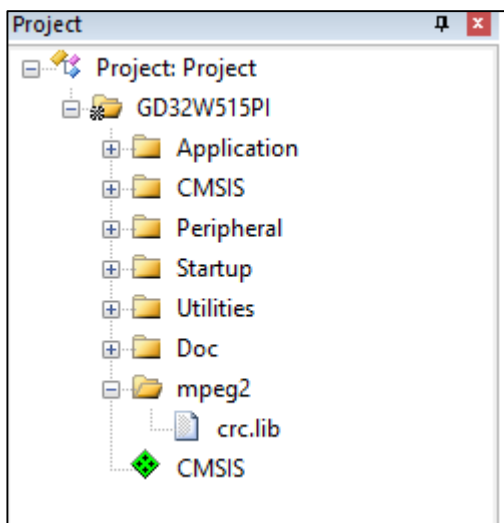 Project
Project: Project
GD32W515PI
Application
CMSIS
Peripheral
Startup
Utilities
Doc
mpeg2
crc.lib
CMSIS